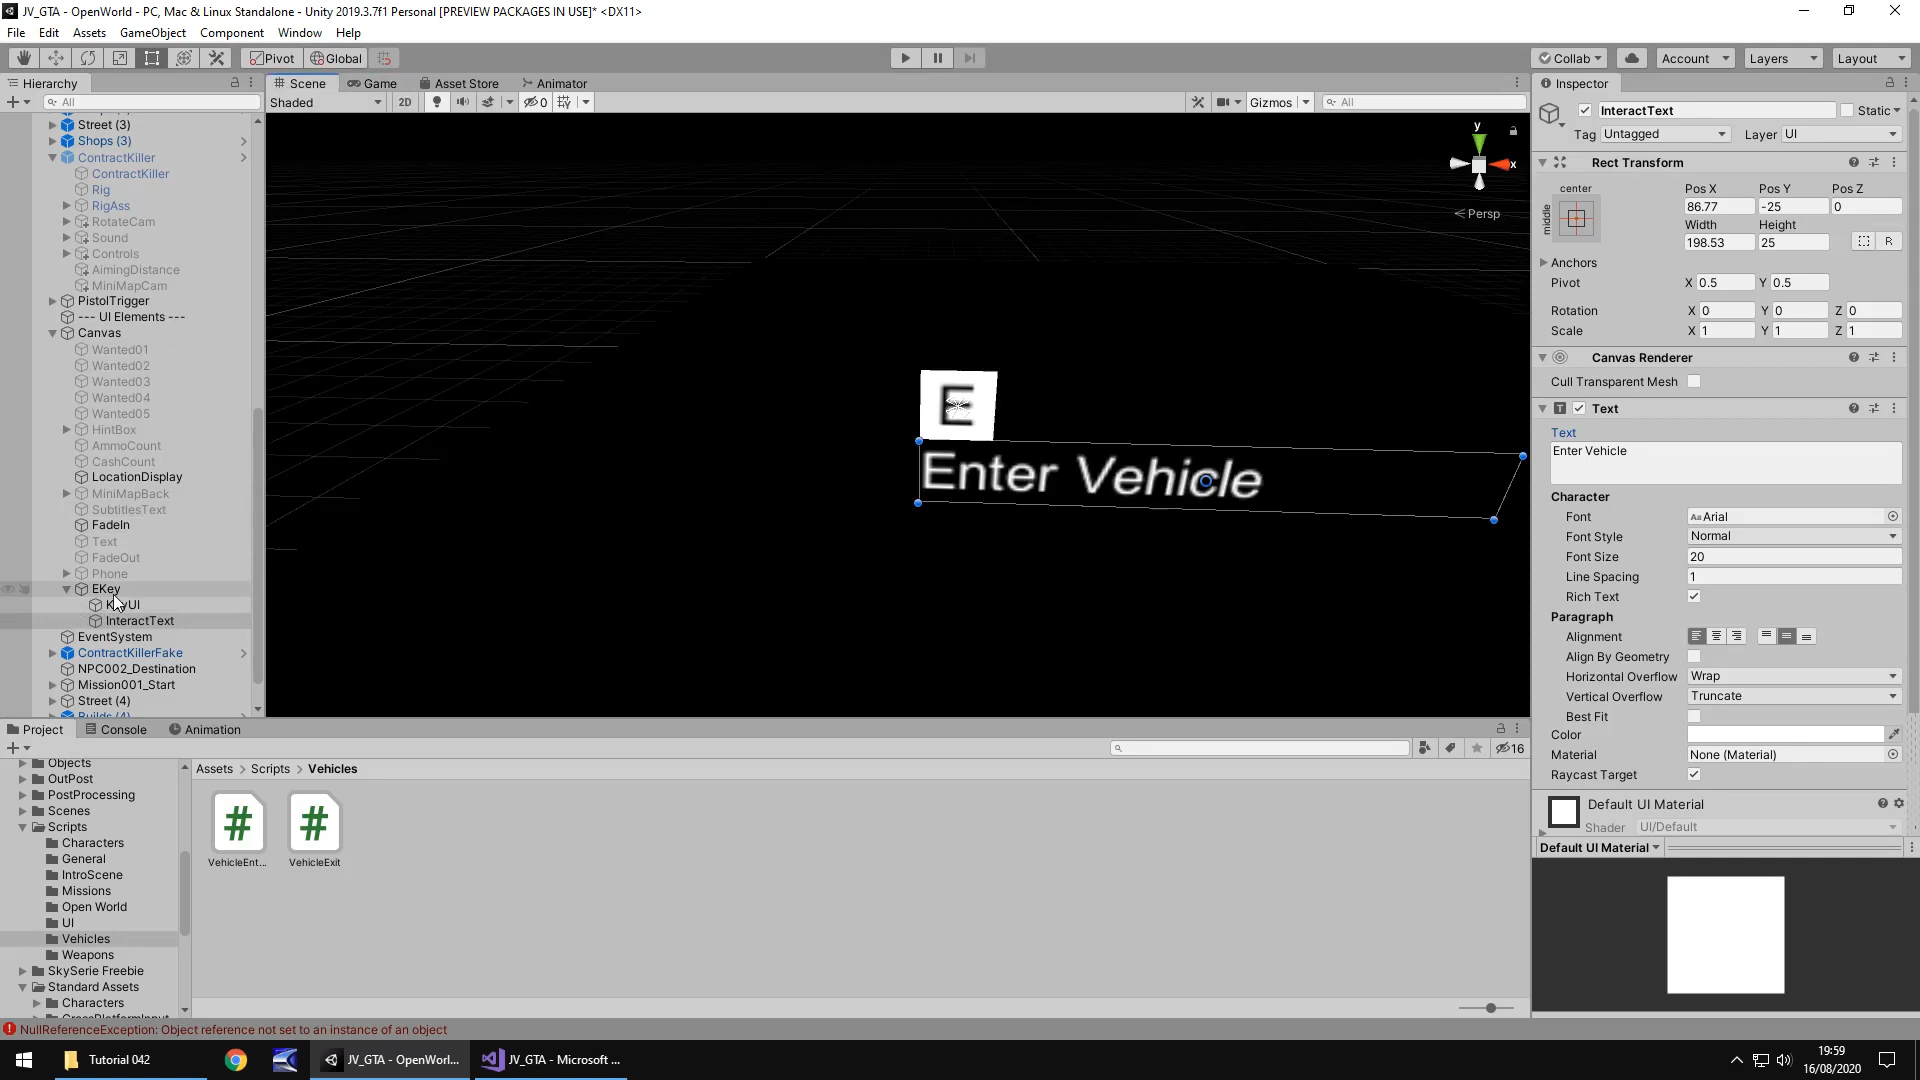 JV_GTA - OpenWorld - PC, Mac & Linux Standalone - Unity 2019.3.7f1 Personal [PREVIEW PACKAGES IN USE]* <DX11>
File Edit Assets GameObject Component Window Help
Pivot Global Collab Account Layers Layout
Hierarchy
All
Street (3)
Shops (3)
ContractKiller
ContractKiller
Rig
RigAss
RotateCam
Sound
Controls
AimingDistance
MiniMapCam
PistolTrigger
--- UI Elements ---
Canvas
Wanted01
Wanted02
Wanted03
Wanted04
Wanted05
HintBox
AmmoCount
CashCount
LocationDisplay
MiniMapBack
SubtitlesText
FadeIn
Text
FadeOut
Phone
EKey
InteractText
EventSystem
ContractKillerFake
NPC002_Destination
Mission001_Start
Street (4)
Builds (4)
Scene Game Asset Store Animator
Shaded 2D 0 Gizmos All
y
x
Persp
E
Enter Vehicle
Inspector
InteractText Static
Tag Untagged Layer UI
Rect Transform
center
middle
Pos X Pos Y Pos Z
86.77 -25 0
Width Height
198.53 25 R
Anchors
Pivot X 0.5 Y 0.5
Rotation X 0 Y 0 Z 0
Scale X 1 Y 1 Z 1
Canvas Renderer
Cull Transparent Mesh
Text
Text
Enter Vehicle
Character
Font Arial
Font Style Normal
Font Size 20
Line Spacing 1
Rich Text
Paragraph
Alignment
Align By Geometry
Horizontal Overflow Wrap
Vertical Overflow Truncate
Best Fit
Color
Material None (Material)
Raycast Target
Default UI Material
Shader UI/Default
Default UI Material
Project Console Animation
16
Objects
OutPost
PostProcessing
Scenes
Scripts
Characters
General
IntroScene
Missions
Open World
UI
Vehicles
Weapons
SkySerie Freebie
Standard Assets
Characters
Assets > Scripts > Vehicles
VehicleEnt... VehicleExit
NullReferenceException: Object reference not set to an instance of an object
Tutorial 042 JV_GTA - OpenWorl... JV_GTA - Microsoft ...
19:59
16/08/2020